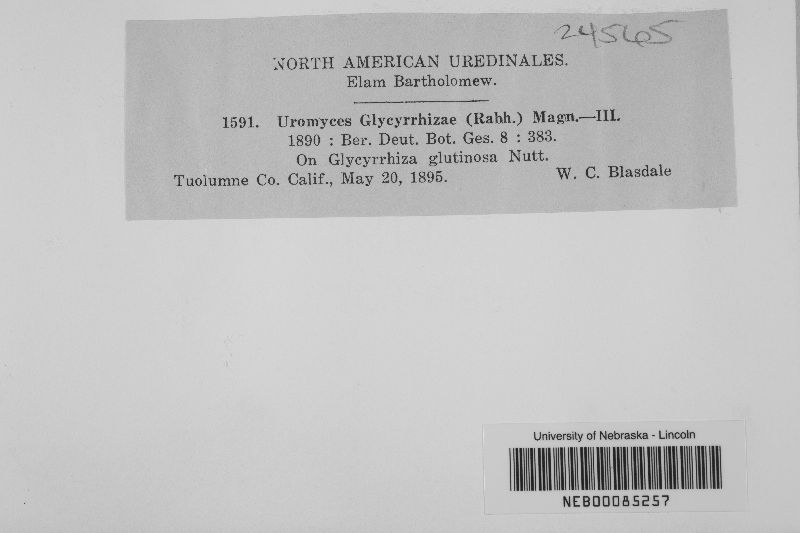 24565
NORTH AMERICAN UREDINALES.
Elam Bartholomew.
1591. Uromyces Glycyrrhizae (Rabh.) Magn.—III.
1890 : Ber. Deut. Bot. Ges. 8 : 383.
On Glycyrrhiza glutinosa Nutt.
Tuolumne Co. Calif., May 20, 1895. W. C. Blasdale
University of Nebraska - Lincoln
NEB00085257